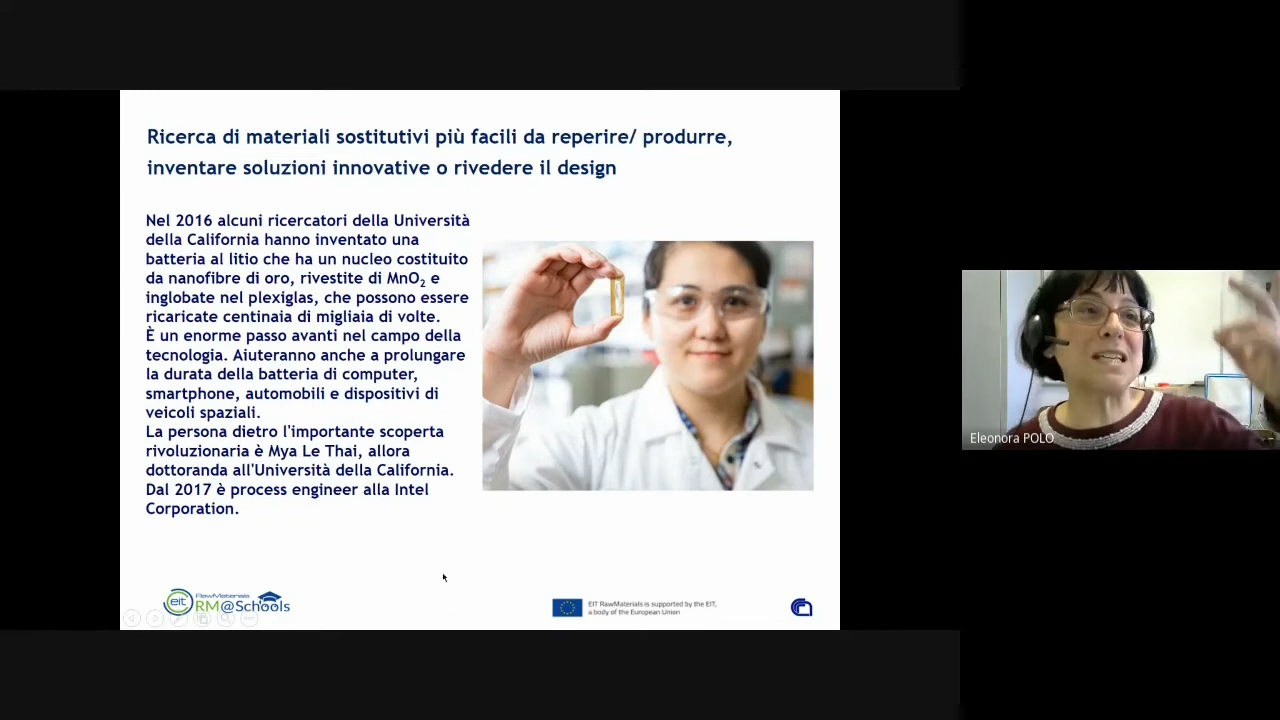 Ricerca di materiali sostitutivi più facili da reperire/ produrre,
inventare soluzioni innovative o rivedere il design
Nel 2016 alcuni ricercatori della Università
della California hanno inventato una
batteria al litio che ha un nucleo costituito
da nanofibre di oro, rivestite di MnO₂ e
inglobate nel plexiglas, che possono essere
ricaricate centinaia di migliaia di volte.
È un enorme passo avanti nel campo della
tecnologia. Aiuteranno anche a prolungare
la durata della batteria di computer,
smartphone, automobili e dispositivi di
veicoli spaziali.
La persona dietro l'importante scoperta
rivoluzionaria è Mya Le Thai, allora
dottoranda all'Università della California.
Dal 2017 è process engineer alla Intel
Corporation.
Eleonora POLO
eit RawMaterials
RM@Schools
EIT RawMaterials is supported by the EIT,
a body of the European Union